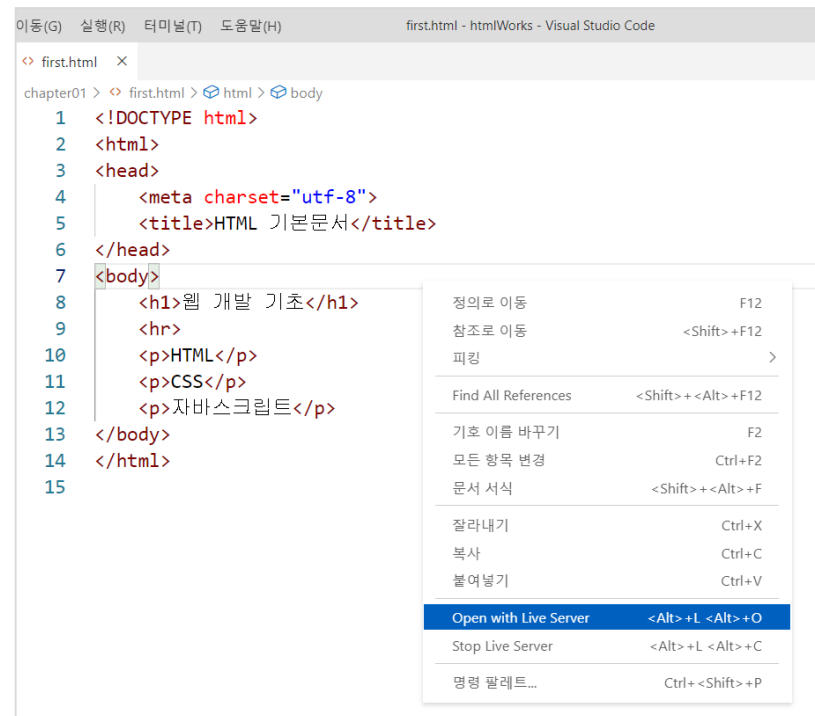 이동(G) 실행(R) 터미널(T) 도움말(H) first.html - htmlWorks - Visual Studio Code
<> first.html ×
chapter01 > <> first.html > html > body
1 <!DOCTYPE html>
2 <html>
3 <head>
4 <meta charset="utf-8">
5 <title>HTML 기본문서</title>
6 </head>
7 <body>
8 <h1>웹 개발 기초</h1>
9 <hr>
10 <p>HTML</p>
11 <p>CSS</p>
12 <p>자바스크립트</p>
13 </body>
14 </html>
15
정의로 이동 F12
참조로 이동 <Shift>+F12
피킹 >
Find All References <Shift>+<Alt>+F12
기호 이름 바꾸기 F2
모든 항목 변경 Ctrl+F2
문서 서식 <Shift>+<Alt>+F
잘라내기 Ctrl+X
복사 Ctrl+C
붙여넣기 Ctrl+V
Open with Live Server <Alt>+L <Alt>+O
Stop Live Server <Alt>+L <Alt>+C
명령 팔레트... Ctrl+<Shift>+P